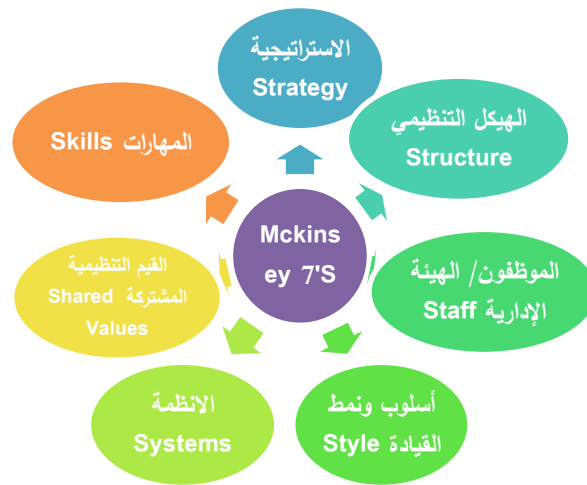 الاستراتيجية
Strategy
الهيكل التنظيمي
Structure
الموظفون/ الهيئة
الإدارية Staff
أسلوب ونمط
القيادة Style
الانظمة
Systems
القيم التنظيمية
المشتركة Shared
Values
المهارات Skills
Mckins
ey 7'S